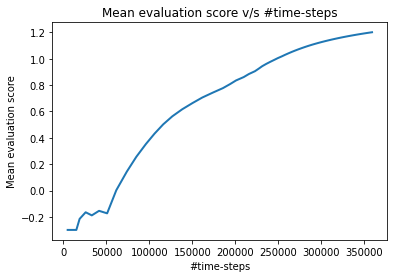 Mean evaluation score v/s #time-steps
Mean evaluation score
1.2
1.0
0.8
0.6
0.4
0.2
0.0
−0.2
0 50000 100000 150000 200000 250000 300000 350000
#time-steps